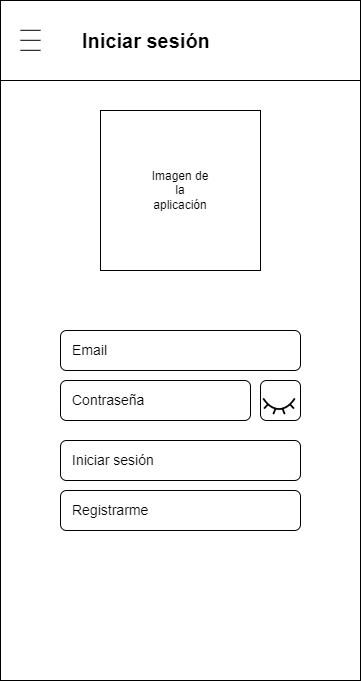 Iniciar sesión
Imagen de
la
aplicación
Email
Contraseña
Iniciar sesión
Registrarme